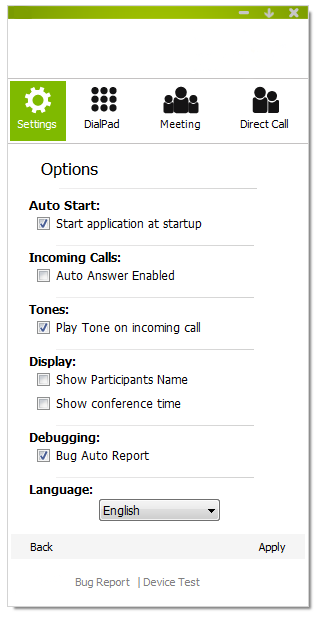 Settings DialPad Meeting Direct Call
Options
Auto Start:
Start application at startup
Incoming Calls:
Auto Answer Enabled
Tones:
Play Tone on incoming call
Display:
Show Participants Name
Show conference time
Debugging:
Bug Auto Report
Language:
English
Back Apply
Bug Report | Device Test